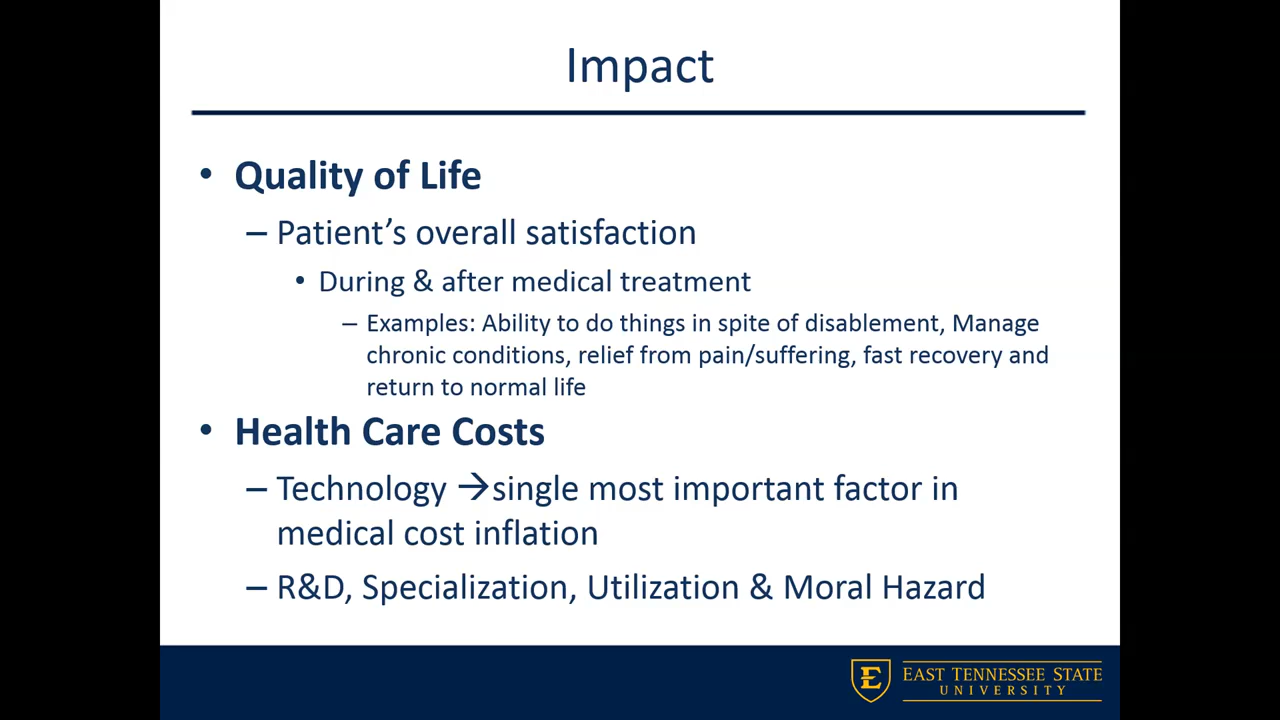 Impact
• Quality of Life
– Patient’s overall satisfaction
• During & after medical treatment
– Examples: Ability to do things in spite of disablement, Manage
chronic conditions, relief from pain/suffering, fast recovery and
return to normal life
• Health Care Costs
– Technology →single most important factor in
medical cost inflation
– R&D, Specialization, Utilization & Moral Hazard
E
EAST TENNESSEE STATE
UNIVERSITY